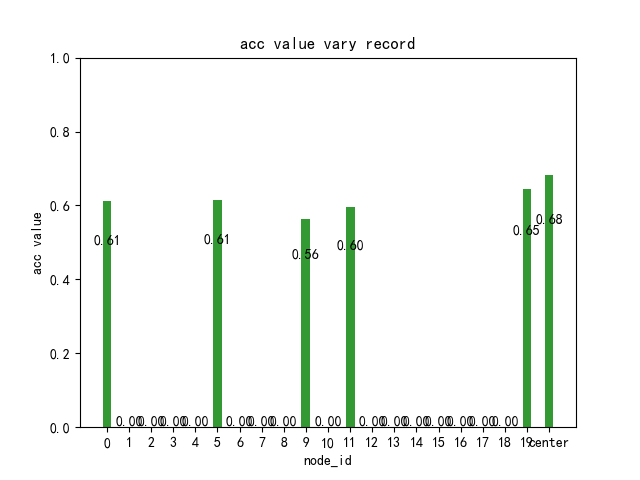 acc value vary record
1.0
0.8
0.6
0.4
0.2
0.0
acc value
0.61 0.00 0.00 0.00 0.00 0.61 0.00 0.00 0.00 0.56 0.00 0.60 0.00 0.00 0.00 0.00 0.00 0.00 0.00 0.65 0.68
0 1 2 3 4 5 6 7 8 9 10 11 12 13 14 15 16 17 18 19 center
node_id